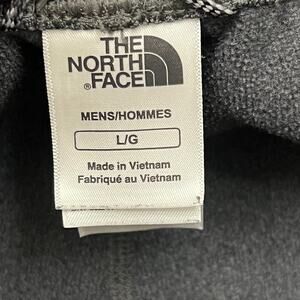 THE
NORTH
FACE
®
MENS/HOMMES
L/G
Made in Vietnam
Fabriqué au Vietnam